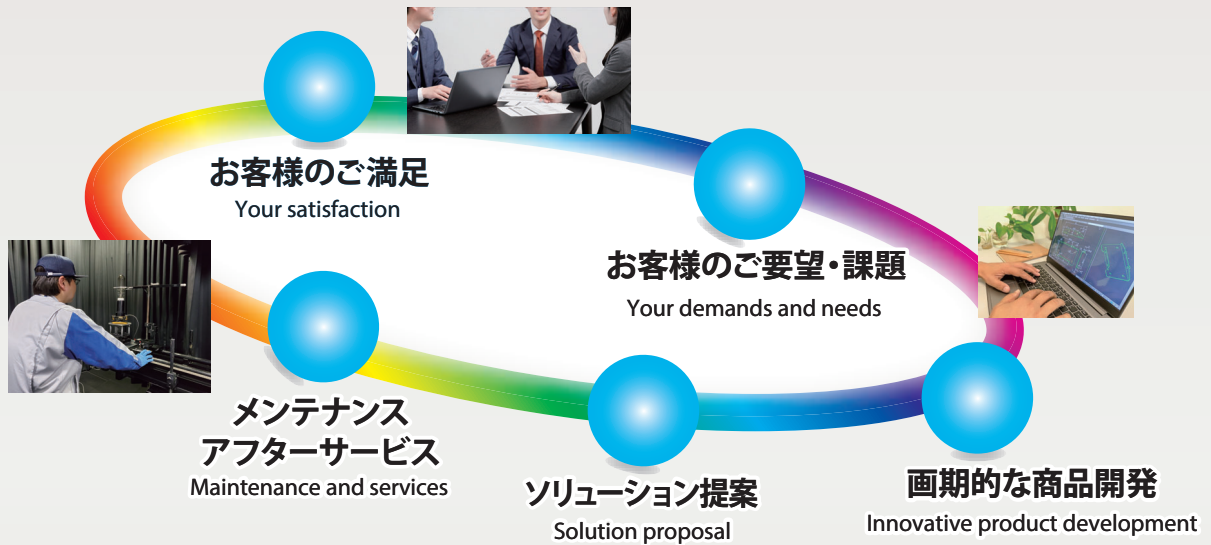 お客様のご満足
Your satisfaction
お客様のご要望・課題
Your demands and needs
メンテナンス
アフターサービス
Maintenance and services
ソリューション提案
Solution proposal
画期的な商品開発
Innovative product development